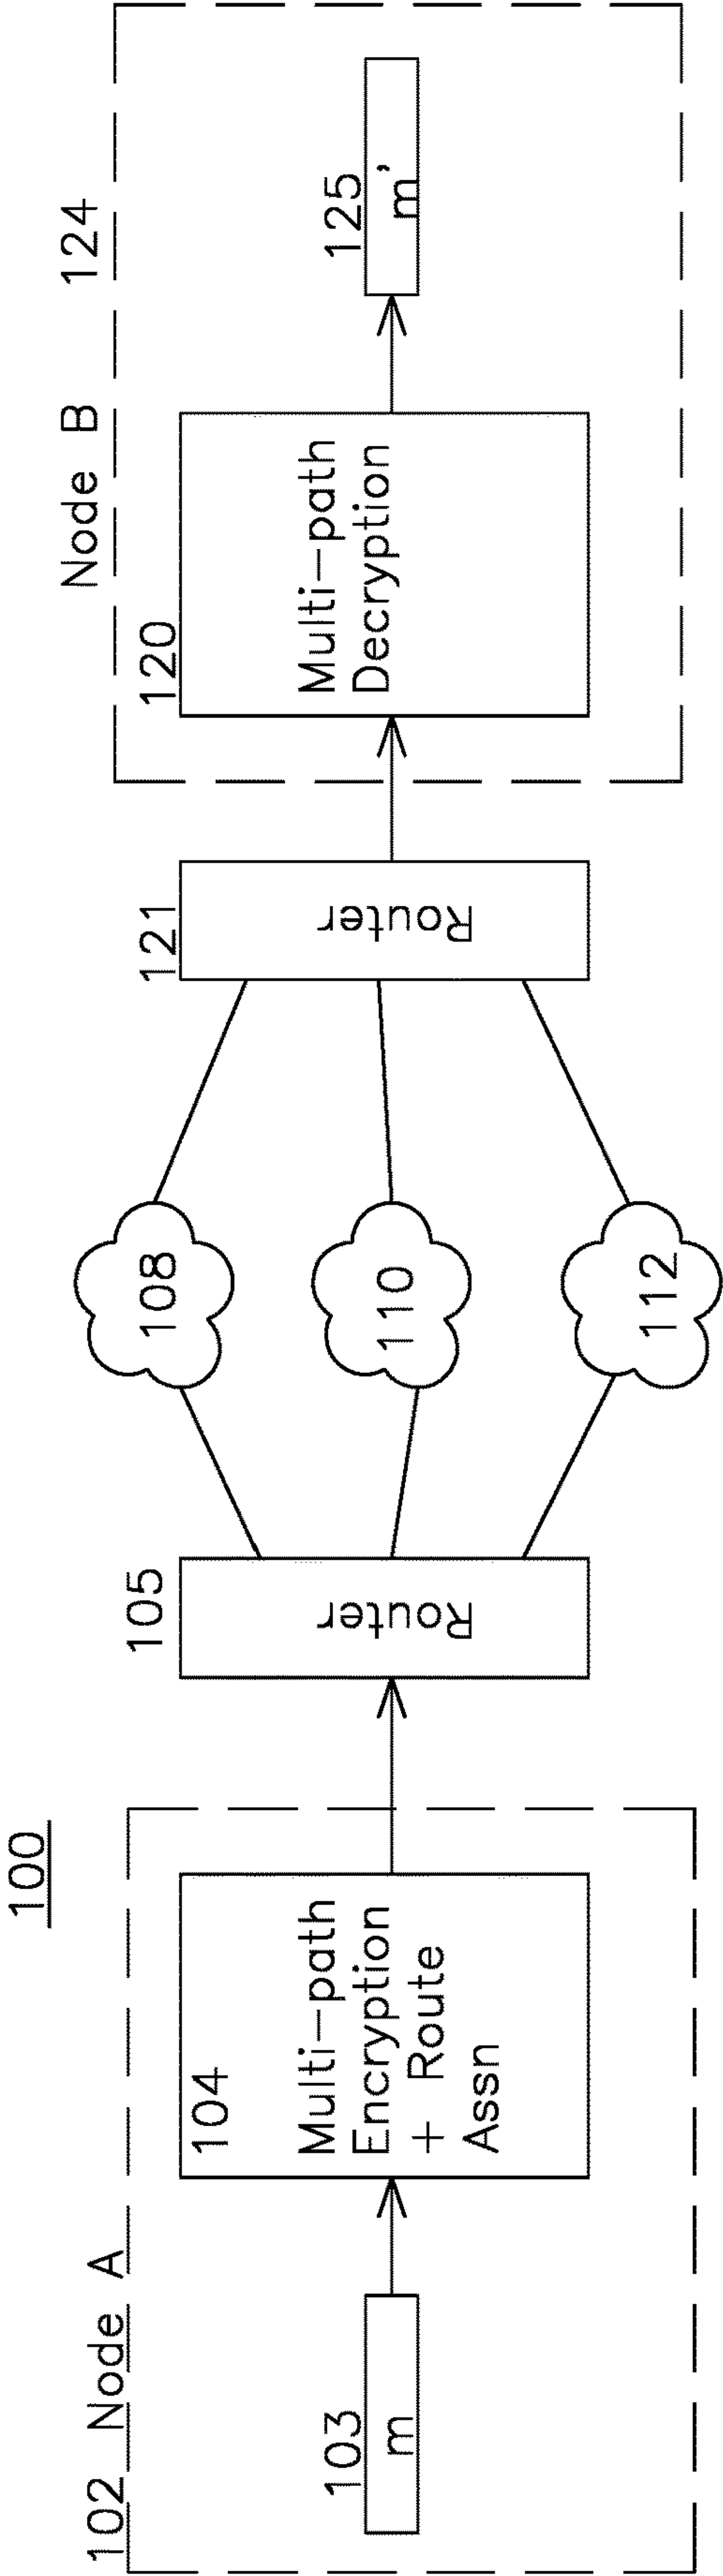 100
102 Node A
103
m
104
Multi-path
Encryption
+ Route
Assn
105
Router
108
110
112
121
Router
Node B 124
120
Multi-path
Decryption
125
m'